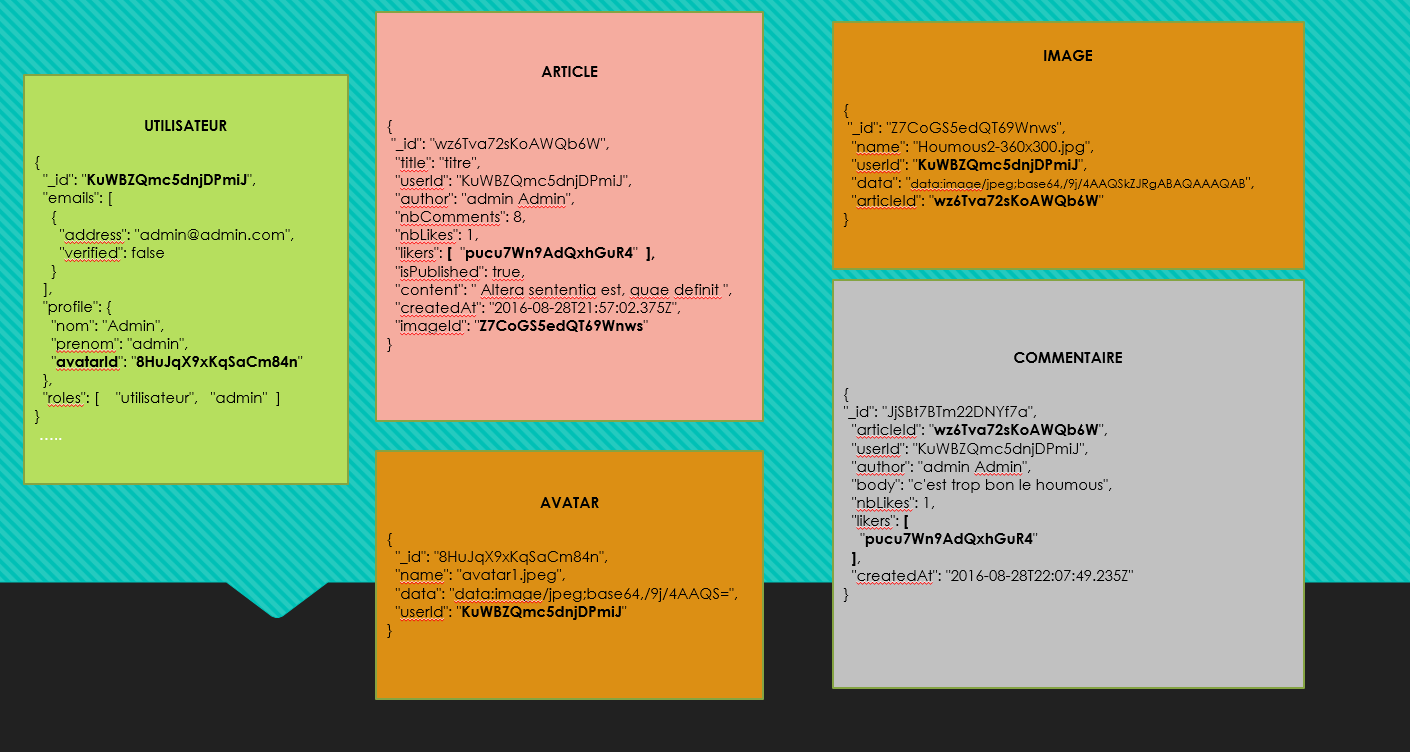 UTILISATEUR
{
"_id": "KuWBZQmc5dnjDPmiJ",
"emails": [
{
"address": "admin@admin.com",
"verified": false
}
],
"profile": {
"nom": "Admin",
"prenom": "admin",
"avatarId": "8HuJqX9xKqSaCm84n"
},
"roles": [ "utilisateur", "admin" ]
}
.....
ARTICLE
{
"_id": "wz6Tva72sKoAWQb6W",
"title": "titre",
"userId": "KuWBZQmc5dnjDPmiJ",
"author": "admin Admin",
"nbComments": 8,
"nbLikes": 1,
"likers": [ "pucu7Wn9AdQxhGuR4" ],
"isPublished": true,
"content": " Altera sententia est, quae definit ",
"createdAt": "2016-08-28T21:57:02.375Z",
"imageId": "Z7CoGS5edQT69Wnws"
}
AVATAR
{
"_id": "8HuJqX9xKqSaCm84n",
"name": "avatar1.jpeg",
"data": "data:image/jpeg;base64,/9j/4AAQS=",
"userId": "KuWBZQmc5dnjDPmiJ"
}
IMAGE
{
"_id": "Z7CoGS5edQT69Wnws",
"name": "Houmous2-360x300.jpg",
"userId": "KuWBZQmc5dnjDPmiJ",
"data": "data:image/jpeg;base64,/9j/4AAQSkZJRgABAQAAAQAB",
"articleId": "wz6Tva72sKoAWQb6W"
}
COMMENTAIRE
{
"_id": "JjSBt7BTm22DNYf7a",
"articleId": "wz6Tva72sKoAWQb6W",
"userId": "KuWBZQmc5dnjDPmiJ",
"author": "admin Admin",
"body": "c'est trop bon le houmous",
"nbLikes": 1,
"likers": [
"pucu7Wn9AdQxhGuR4"
],
"createdAt": "2016-08-28T22:07:49.235Z"
}